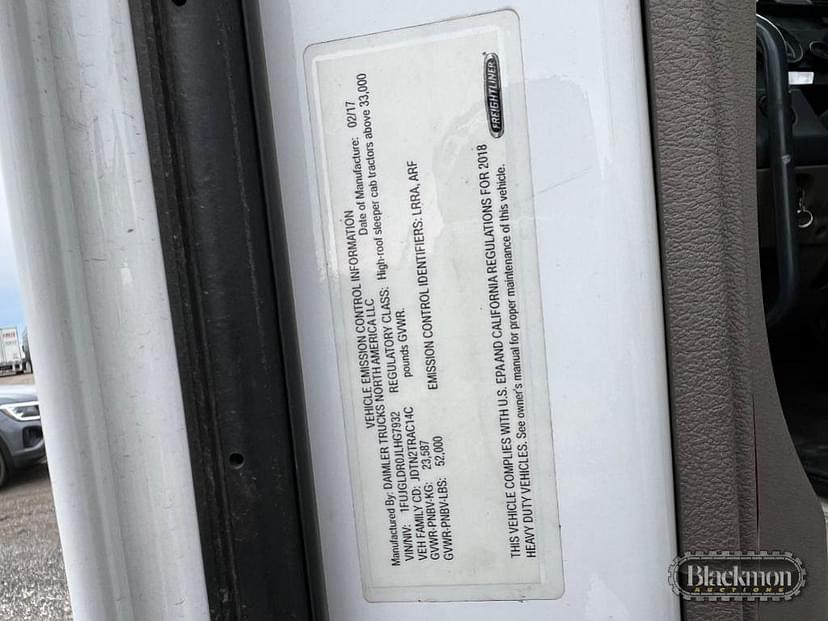 VEHICLE EMISSION CONTROL INFORMATION
Manufactured By: DAIMLER TRUCKS NORTH AMERICA LLC
Date of Manufacture: 02/17
VIN/NIV: 1FUJGLDR0JLHG7932
REGULATORY CLASS: High-roof sleeper cab tractors above 33,000
pounds GVWR.
VEH FAMILY CD: JDTN2TRAC14C
GVWR-PNBV-KG: 23,587
GVWR-PNBV-LBS: 52,000
EMISSION CONTROL IDENTIFIERS: LRRA, ARF
THIS VEHICLE COMPLIES WITH U.S. EPA AND CALIFORNIA REGULATIONS FOR 2018
HEAVY DUTY VEHICLES. See owner's manual for proper maintenance of this vehicle.
FREIGHTLINER
Blackmon
AUCTIONS